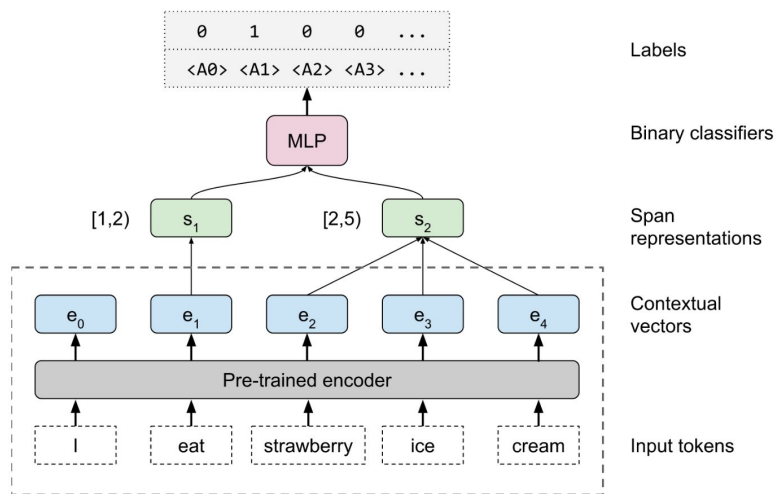 0 1 0 0 ...
<A0> <A1> <A2> <A3> ...
Labels
MLP
Binary classifiers
[1,2)
s1
[2,5)
s2
Span
representations
e0 e1 e2 e3 e4
Contextual
vectors
Pre-trained encoder
I eat strawberry ice cream
Input tokens